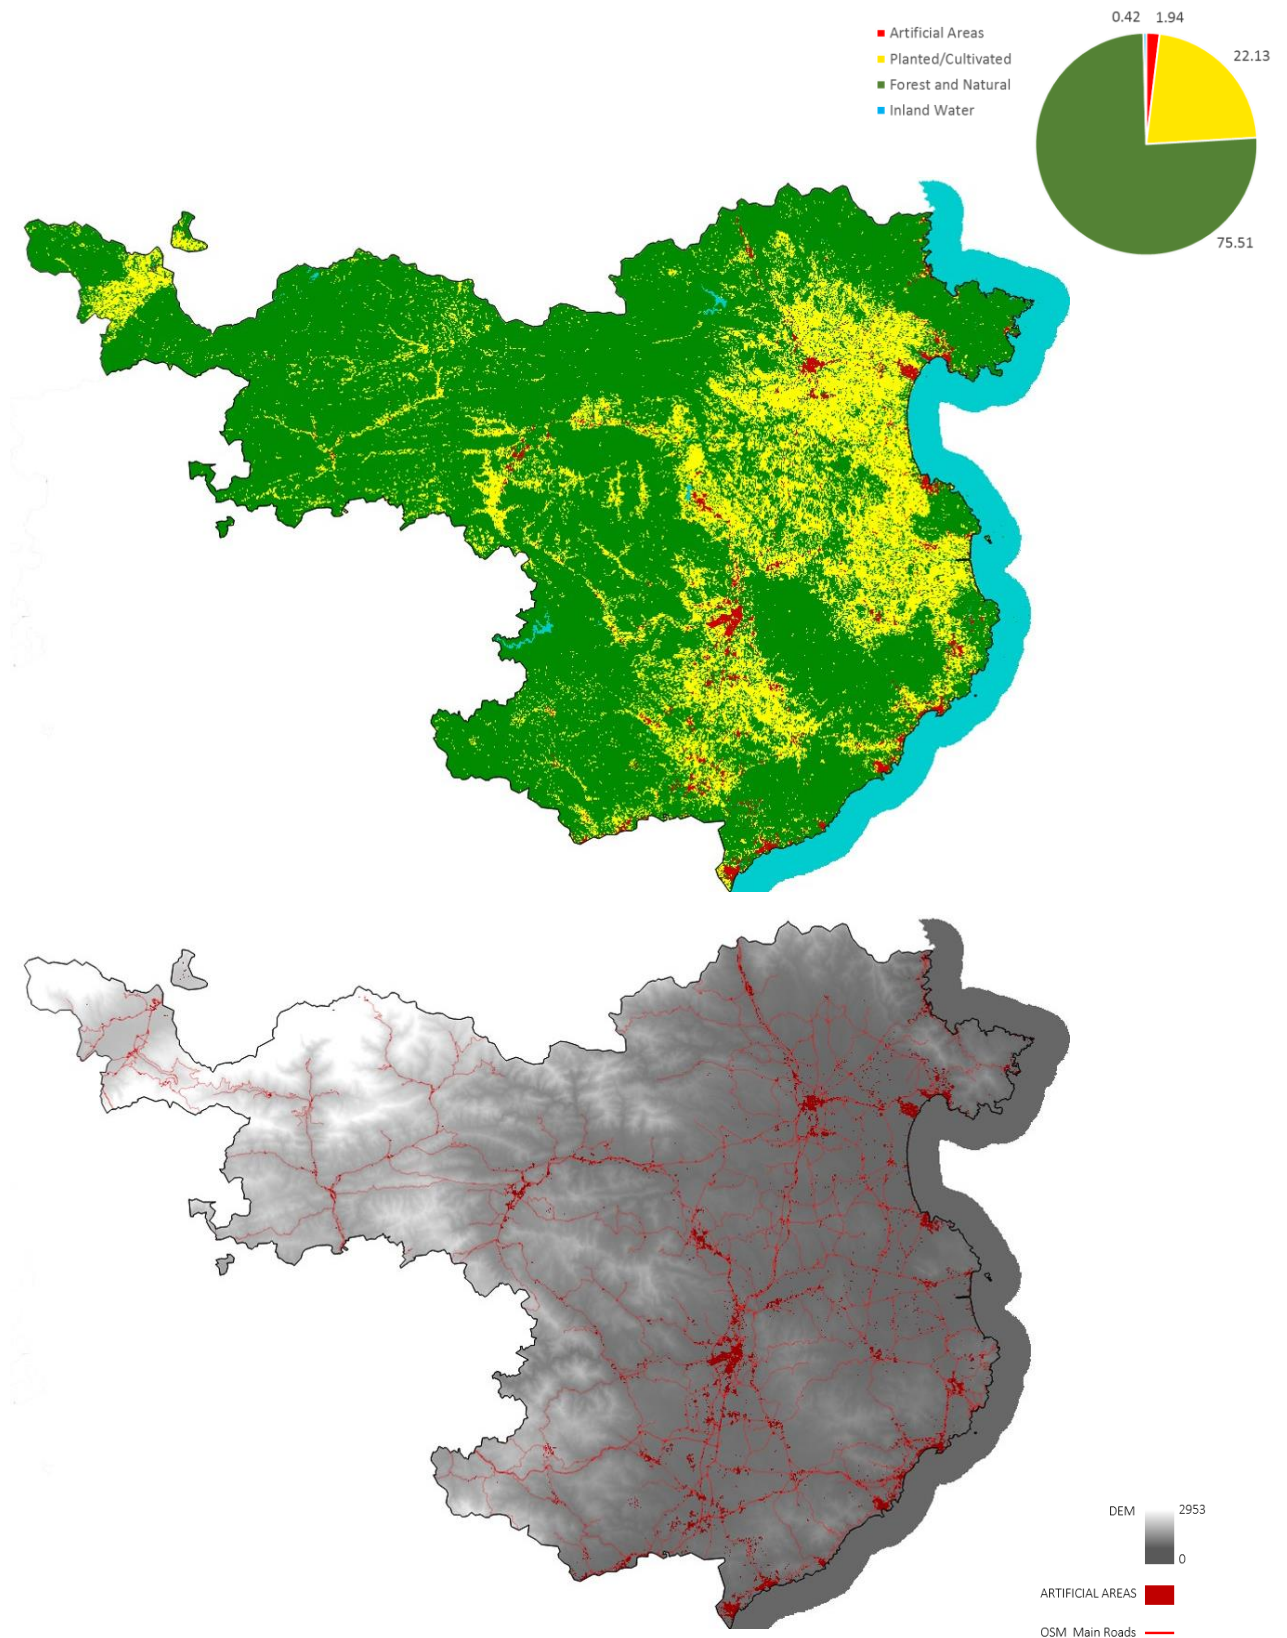 0.42 1.94
Artificial Areas
Planted/Cultivated
Forest and Natural
Inland Water
22.13
75.51
DEM
2953
0
ARTIFICIAL AREAS
OSM Main Roads